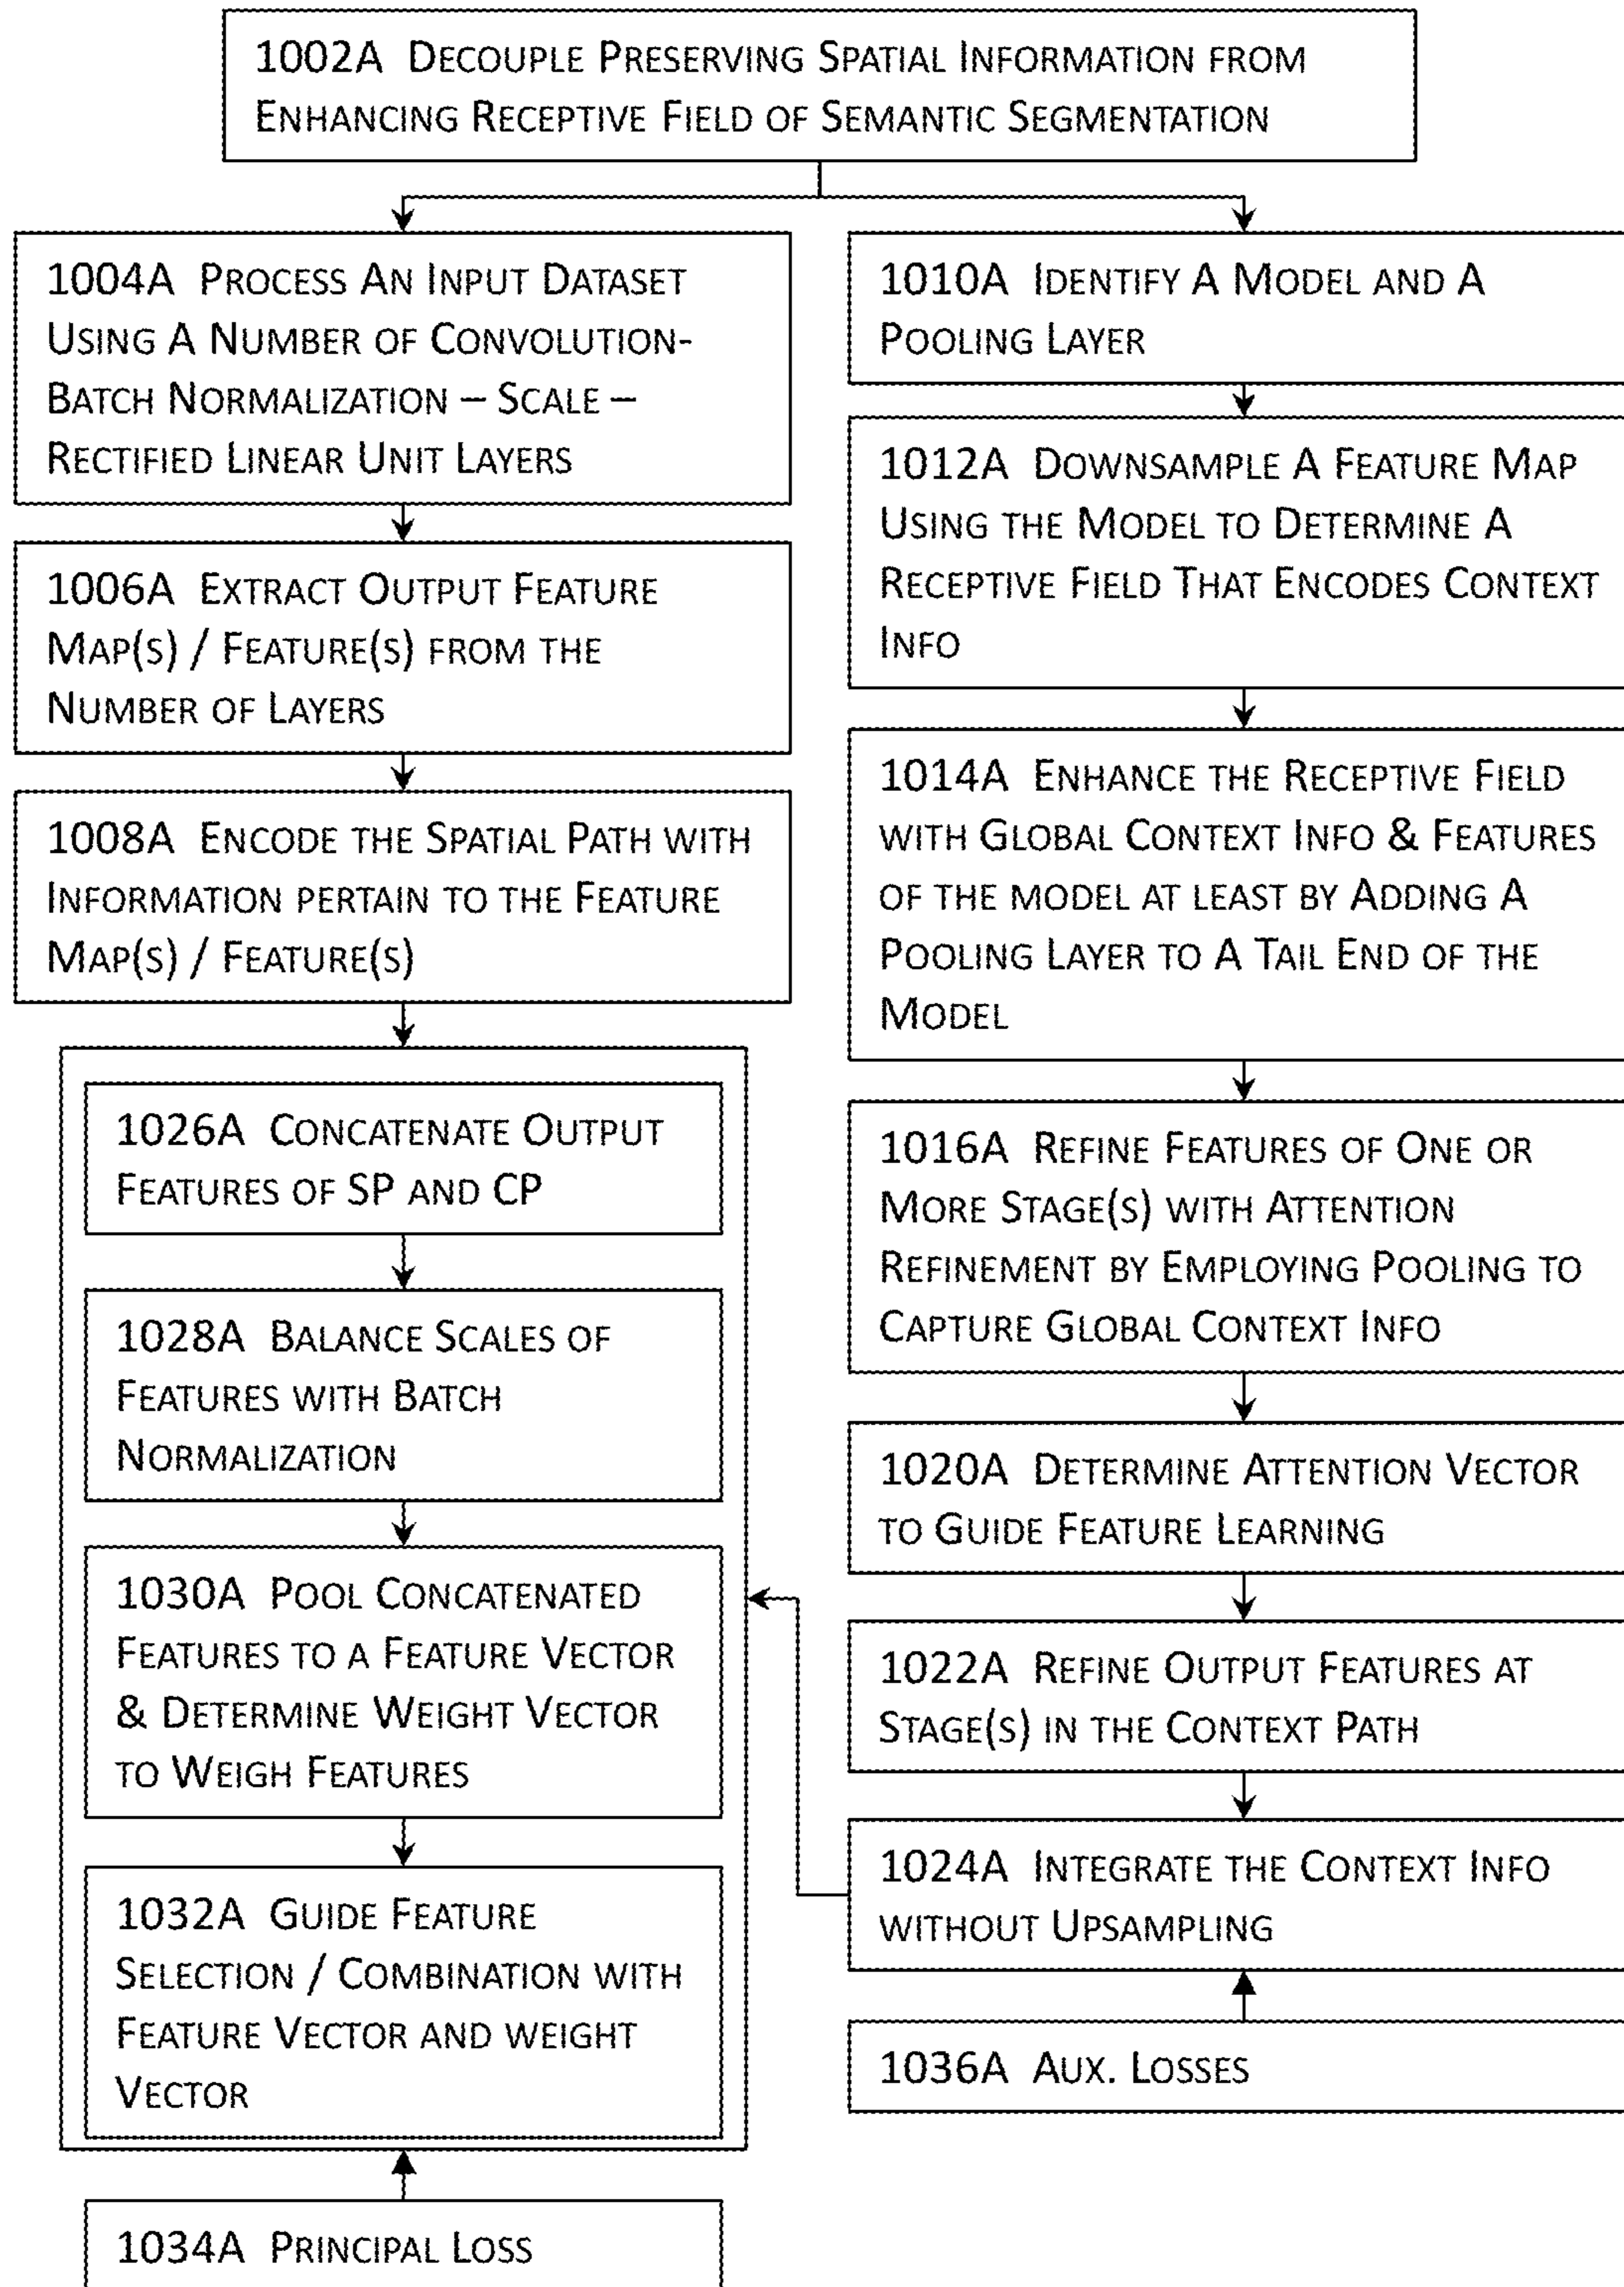 1002A DECOUPLE PRESERVING SPATIAL INFORMATION FROM
ENHANCING RECEPTIVE FIELD OF SEMANTIC SEGMENTATION
1004A PROCESS AN INPUT DATASET
USING A NUMBER OF CONVOLUTION-
BATCH NORMALIZATION – SCALE –
RECTIFIED LINEAR UNIT LAYERS
1006A EXTRACT OUTPUT FEATURE
MAP(S) / FEATURE(S) FROM THE
NUMBER OF LAYERS
1008A ENCODE THE SPATIAL PATH WITH
INFORMATION PERTAIN TO THE FEATURE
MAP(S) / FEATURE(S)
1026A CONCATENATE OUTPUT
FEATURES OF SP AND CP
1028A BALANCE SCALES OF
FEATURES WITH BATCH
NORMALIZATION
1030A POOL CONCATENATED
FEATURES TO A FEATURE VECTOR
& DETERMINE WEIGHT VECTOR
TO WEIGH FEATURES
1032A GUIDE FEATURE
SELECTION / COMBINATION WITH
FEATURE VECTOR AND WEIGHT
VECTOR
1034A PRINCIPAL LOSS
1010A IDENTIFY A MODEL AND A
POOLING LAYER
1012A DOWNSAMPLE A FEATURE MAP
USING THE MODEL TO DETERMINE A
RECEPTIVE FIELD THAT ENCODES CONTEXT
INFO
1014A ENHANCE THE RECEPTIVE FIELD
WITH GLOBAL CONTEXT INFO & FEATURES
OF THE MODEL AT LEAST BY ADDING A
POOLING LAYER TO A TAIL END OF THE
MODEL
1016A REFINE FEATURES OF ONE OR
MORE STAGE(S) WITH ATTENTION
REFINEMENT BY EMPLOYING POOLING TO
CAPTURE GLOBAL CONTEXT INFO
1020A DETERMINE ATTENTION VECTOR
TO GUIDE FEATURE LEARNING
1022A REFINE OUTPUT FEATURES AT
STAGE(S) IN THE CONTEXT PATH
1024A INTEGRATE THE CONTEXT INFO
WITHOUT UPSAMPLING
1036A AUX. LOSSES